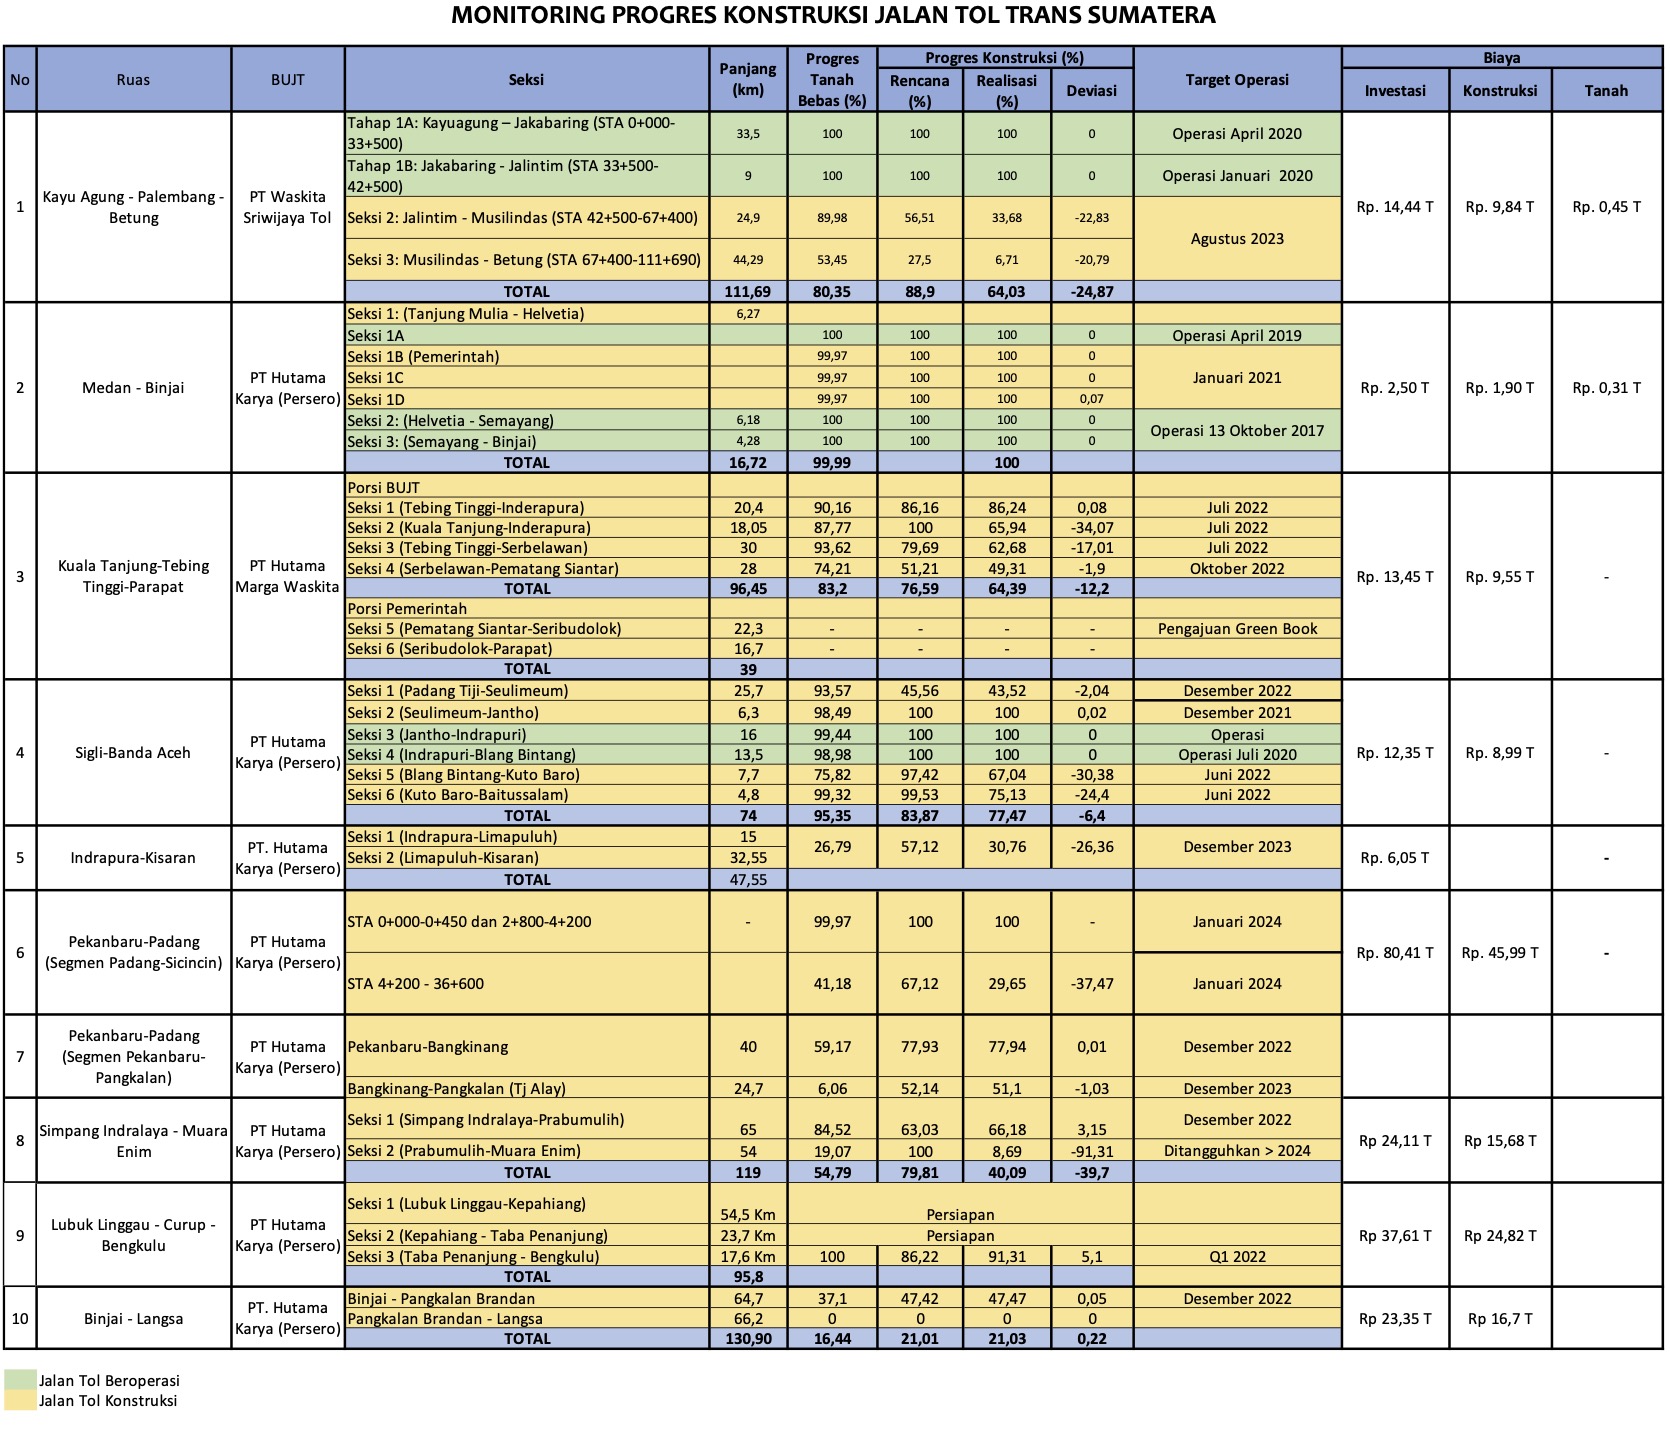 MONITORING PROGRES KONSTRUKSI JALAN TOL TRANS SUMATERA
No Ruas BUJT Seksi Panjang (km) Progres Tanah Bebas (%) Progres Konstruksi (%) Target Operasi Biaya
Rencana (%) Realisasi (%) Deviasi Investasi Konstruksi Tanah
1 Kayu Agung - Palembang - Betung PT Waskita Sriwijaya Tol Rp. 14,44 T Rp. 9,84 T Rp. 0,45 T
Tahap 1A: Kayuagung – Jakabaring (STA 0+000-33+500) 33,5 100 100 100 0 Operasi April 2020
Tahap 1B: Jakabaring - Jalintim (STA 33+500-42+500) 9 100 100 100 0 Operasi Januari 2020
Seksi 2: Jalintim - Musilindas (STA 42+500-67+400) 24,9 89,98 56,51 33,68 -22,83 Agustus 2023
Seksi 3: Musilindas - Betung (STA 67+400-111+690) 44,29 53,45 27,5 6,71 -20,79
TOTAL 111,69 80,35 88,9 64,03 -24,87
2 Medan - Binjai PT Hutama Karya (Persero) Rp. 2,50 T Rp. 1,90 T Rp. 0,31 T
Seksi 1: (Tanjung Mulia - Helvetia) 6,27
Seksi 1A 100 100 100 0 Operasi April 2019
Seksi 1B (Pemerintah) 99,97 100 100 0
Seksi 1C 99,97 100 100 0 Januari 2021
Seksi 1D 99,97 100 100 0,07
Seksi 2: (Helvetia - Semayang) 6,18 100 100 100 0 Operasi 13 Oktober 2017
Seksi 3: (Semayang - Binjai) 4,28 100 100 100 0
TOTAL 16,72 99,99 100
3 Kuala Tanjung-Tebing Tinggi-Parapat PT Hutama Marga Waskita Rp. 13,45 T Rp. 9,55 T -
Porsi BUJT
Seksi 1 (Tebing Tinggi-Inderapura) 20,4 90,16 86,16 86,24 0,08 Juli 2022
Seksi 2 (Kuala Tanjung-Inderapura) 18,05 87,77 100 65,94 -34,07 Juli 2022
Seksi 3 (Tebing Tinggi-Serbelawan) 30 93,62 79,69 62,68 -17,01 Juli 2022
Seksi 4 (Serbelawan-Pematang Siantar) 28 74,21 51,21 49,31 -1,9 Oktober 2022
TOTAL 96,45 83,2 76,59 64,39 -12,2
Porsi Pemerintah
Seksi 5 (Pematang Siantar-Seribudolok) 22,3 - - - - Pengajuan Green Book
Seksi 6 (Seribudolok-Parapat) 16,7 - - - -
TOTAL 39
4 Sigli-Banda Aceh PT Hutama Karya (Persero) Rp. 12,35 T Rp. 8,99 T -
Seksi 1 (Padang Tiji-Seulimeum) 25,7 93,57 45,56 43,52 -2,04 Desember 2022
Seksi 2 (Seulimeum-Jantho) 6,3 98,49 100 100 0,02 Desember 2021
Seksi 3 (Jantho-Indrapuri) 16 99,44 100 100 0 Operasi
Seksi 4 (Indrapuri-Blang Bintang) 13,5 98,98 100 100 0 Operasi Juli 2020
Seksi 5 (Blang Bintang-Kuto Baro) 7,7 75,82 97,42 67,04 -30,38 Juni 2022
Seksi 6 (Kuto Baro-Baitussalam) 4,8 99,32 99,53 75,13 -24,4 Juni 2022
TOTAL 74 95,35 83,87 77,47 -6,4
5 Indrapura-Kisaran PT. Hutama Karya (Persero) Rp. 6,05 T -
Seksi 1 (Indrapura-Limapuluh) 15 26,79 57,12 30,76 -26,36 Desember 2023
Seksi 2 (Limapuluh-Kisaran) 32,55
TOTAL 47,55
6 Pekanbaru-Padang (Segmen Padang-Sicincin) PT Hutama Karya (Persero) Rp. 80,41 T Rp. 45,99 T -
STA 0+000-0+450 dan 2+800-4+200 - 99,97 100 100 - Januari 2024
STA 4+200 - 36+600 41,18 67,12 29,65 -37,47 Januari 2024
7 Pekanbaru-Padang (Segmen Pekanbaru-Pangkalan) PT Hutama Karya (Persero)
Pekanbaru-Bangkinang 40 59,17 77,93 77,94 0,01 Desember 2022
Bangkinang-Pangkalan (Tj Alay) 24,7 6,06 52,14 51,1 -1,03 Desember 2023
8 Simpang Indralaya - Muara Enim PT Hutama Karya (Persero) Rp 24,11 T Rp 15,68 T
Seksi 1 (Simpang Indralaya-Prabumulih) 65 84,52 63,03 66,18 3,15 Desember 2022
Seksi 2 (Prabumulih-Muara Enim) 54 19,07 100 8,69 -91,31 Ditangguhkan > 2024
TOTAL 119 54,79 79,81 40,09 -39,7
9 Lubuk Linggau - Curup - Bengkulu PT Hutama Karya (Persero) Rp 37,61 T Rp 24,82 T
Seksi 1 (Lubuk Linggau-Kepahiang) 54,5 Km Persiapan
Seksi 2 (Kepahiang - Taba Penanjung) 23,7 Km Persiapan
Seksi 3 (Taba Penanjung - Bengkulu) 17,6 Km 100 86,22 91,31 5,1 Q1 2022
TOTAL 95,8
10 Binjai - Langsa PT. Hutama Karya (Persero) Rp 23,35 T Rp 16,7 T
Binjai - Pangkalan Brandan 64,7 37,1 47,42 47,47 0,05 Desember 2022
Pangkalan Brandan - Langsa 66,2 0 0 0 0
TOTAL 130,90 16,44 21,01 21,03 0,22
Jalan Tol Beroperasi
Jalan Tol Konstruksi